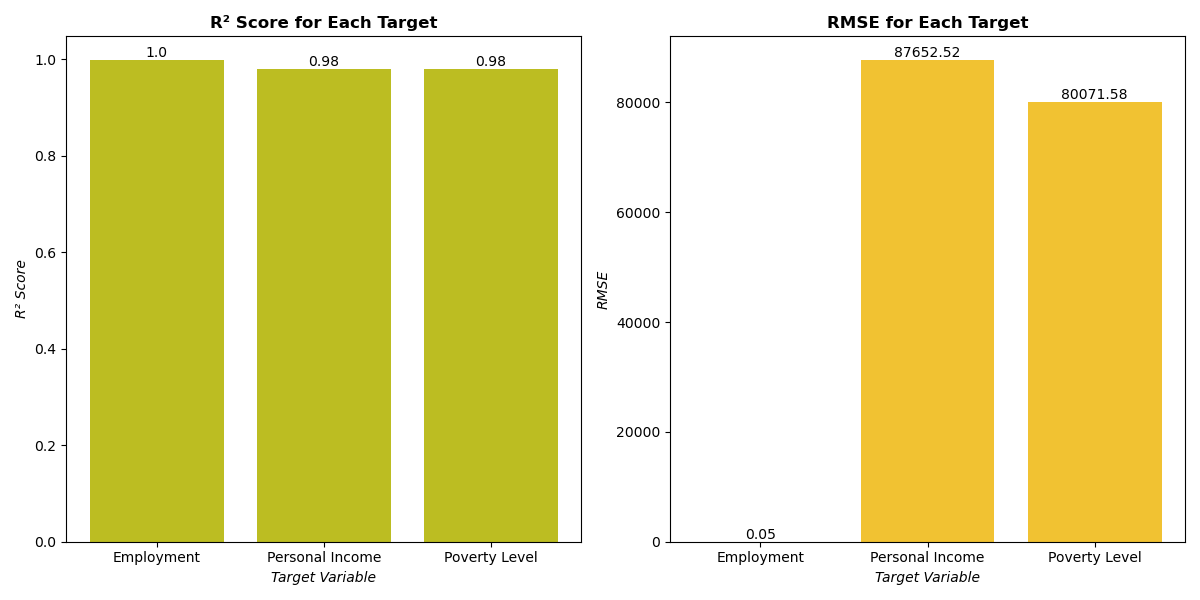 R² Score for Each Target
R² Score
1.0
0.8
0.6
0.4
0.2
0.0
1.0
0.98
0.98
Employment
Personal Income
Poverty Level
Target Variable
RMSE for Each Target
RMSE
80000
60000
40000
20000
0
0.05
87652.52
80071.58
Employment
Personal Income
Poverty Level
Target Variable